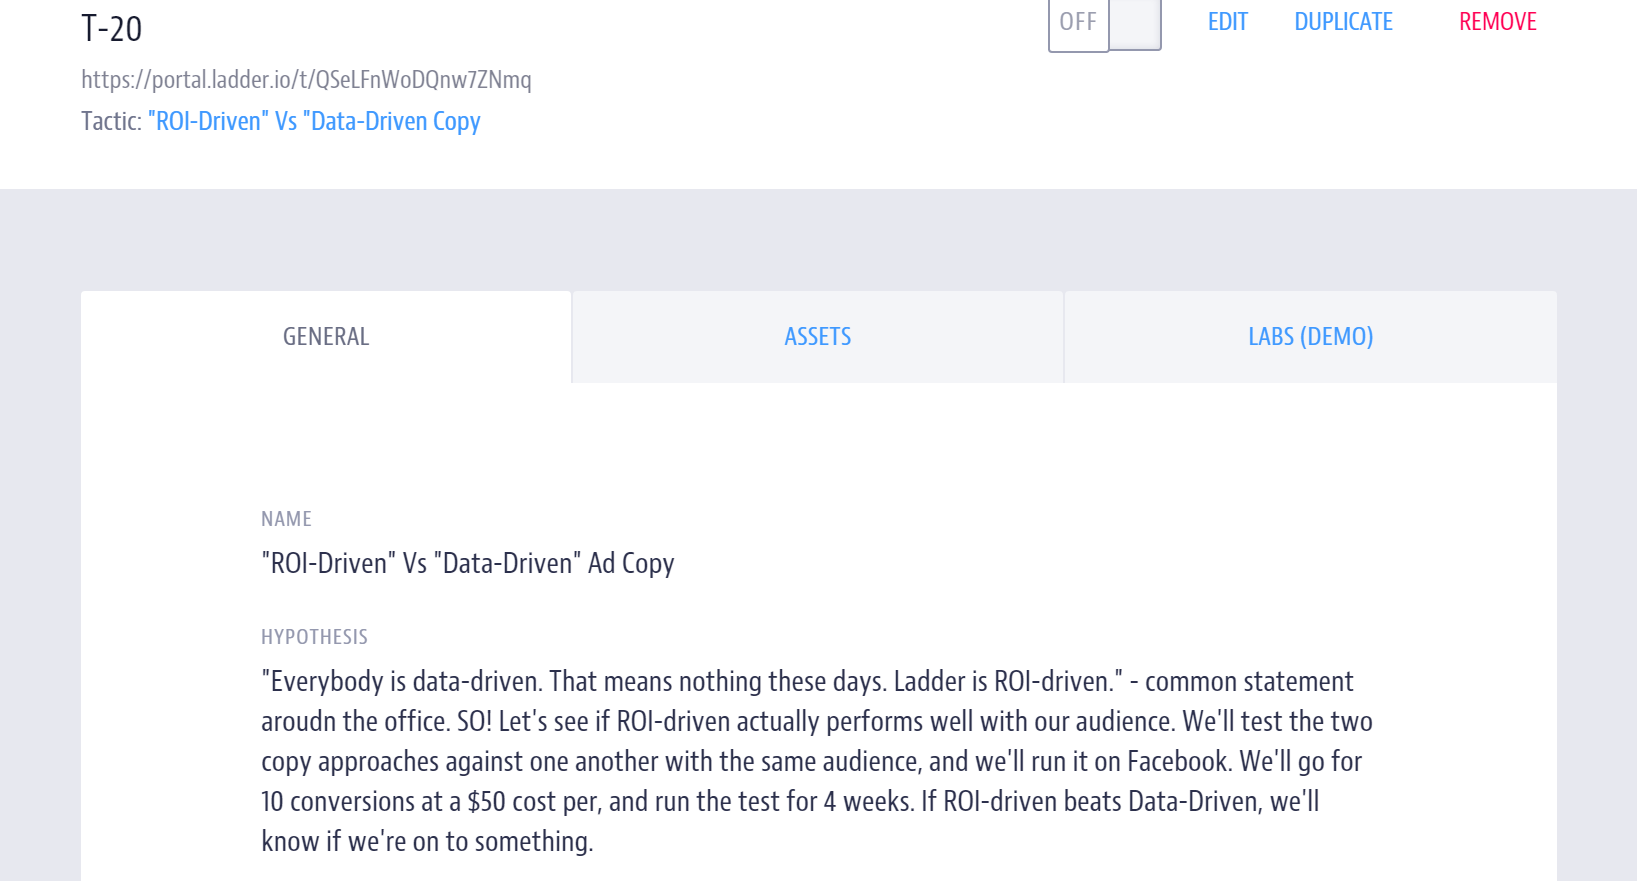 T-20
OFF
EDIT
DUPLICATE
REMOVE
https://portal.ladder.io/t/QSeLFnWoDQnw7ZNmq
Tactic: "ROI-Driven" Vs "Data-Driven Copy
GENERAL
ASSETS
LABS (DEMO)
NAME
"ROI-Driven" Vs "Data-Driven" Ad Copy
HYPOTHESIS
"Everybody is data-driven. That means nothing these days. Ladder is ROI-driven." - common statement
aroudn the office. SO! Let's see if ROI-driven actually performs well with our audience. We'll test the two
copy approaches against one another with the same audience, and we'll run it on Facebook. We'll go for
10 conversions at a $50 cost per, and run the test for 4 weeks. If ROI-driven beats Data-Driven, we'll
know if we're on to something.